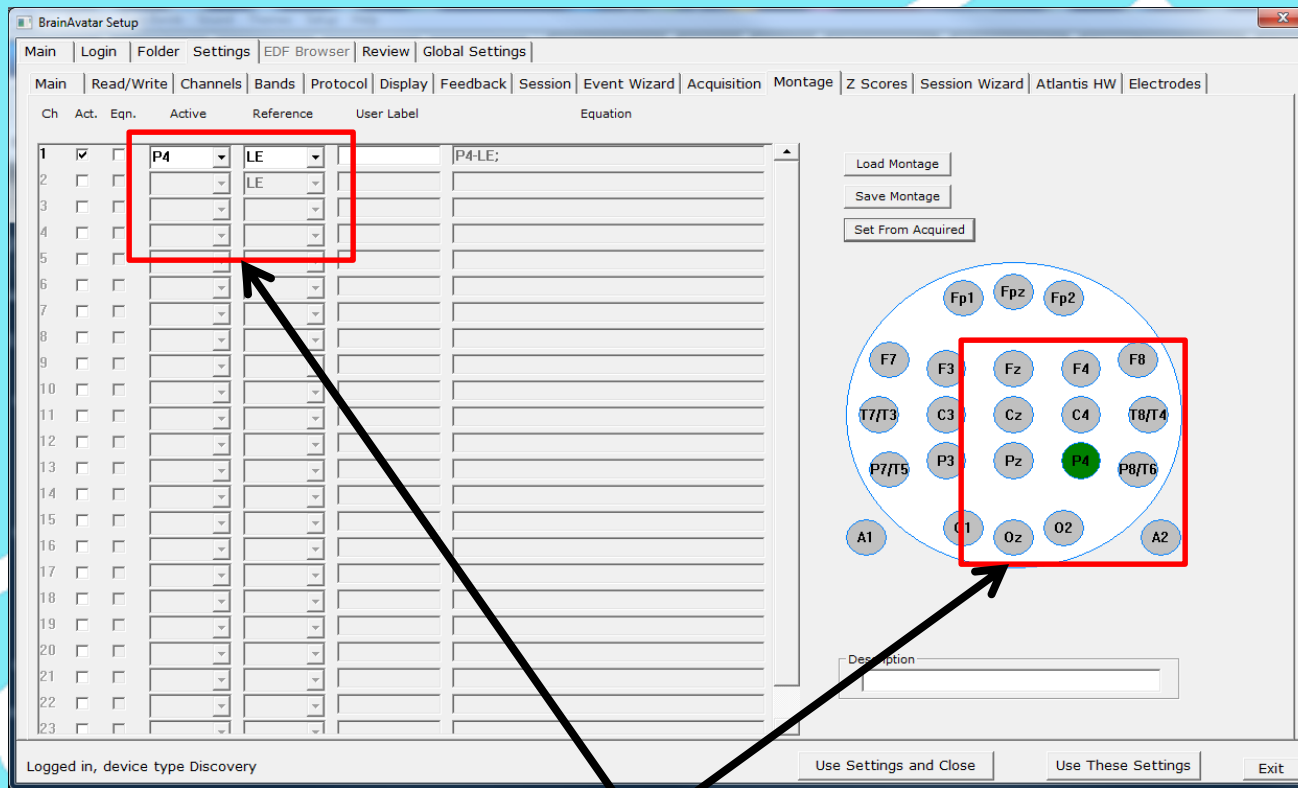 BrainAvatar Setup
Main Login Folder Settings EDF Browser Review Global Settings
Main Read/Write Channels Bands Protocol Display Feedback Session Event Wizard Acquisition Montage Z Scores Session Wizard Atlantis HW Electrodes
Ch Act. Eqn. Active Reference User Label Equation
1 P4 LE P4-LE;
2 LE
3
4
5
6
7
8
9
10
11
12
13
14
15
16
17
18
19
20
21
22
23
Load Montage
Save Montage
Set From Acquired
Fp1 Fpz Fp2
F7 F3 Fz F4 F8
T7/T3 C3 Cz C4 T8/T4
P7/T5 P3 Pz P4 P8/T6
A1 O1 Oz O2 A2
Description
Logged in, device type Discovery
Use Settings and Close Use These Settings Exit